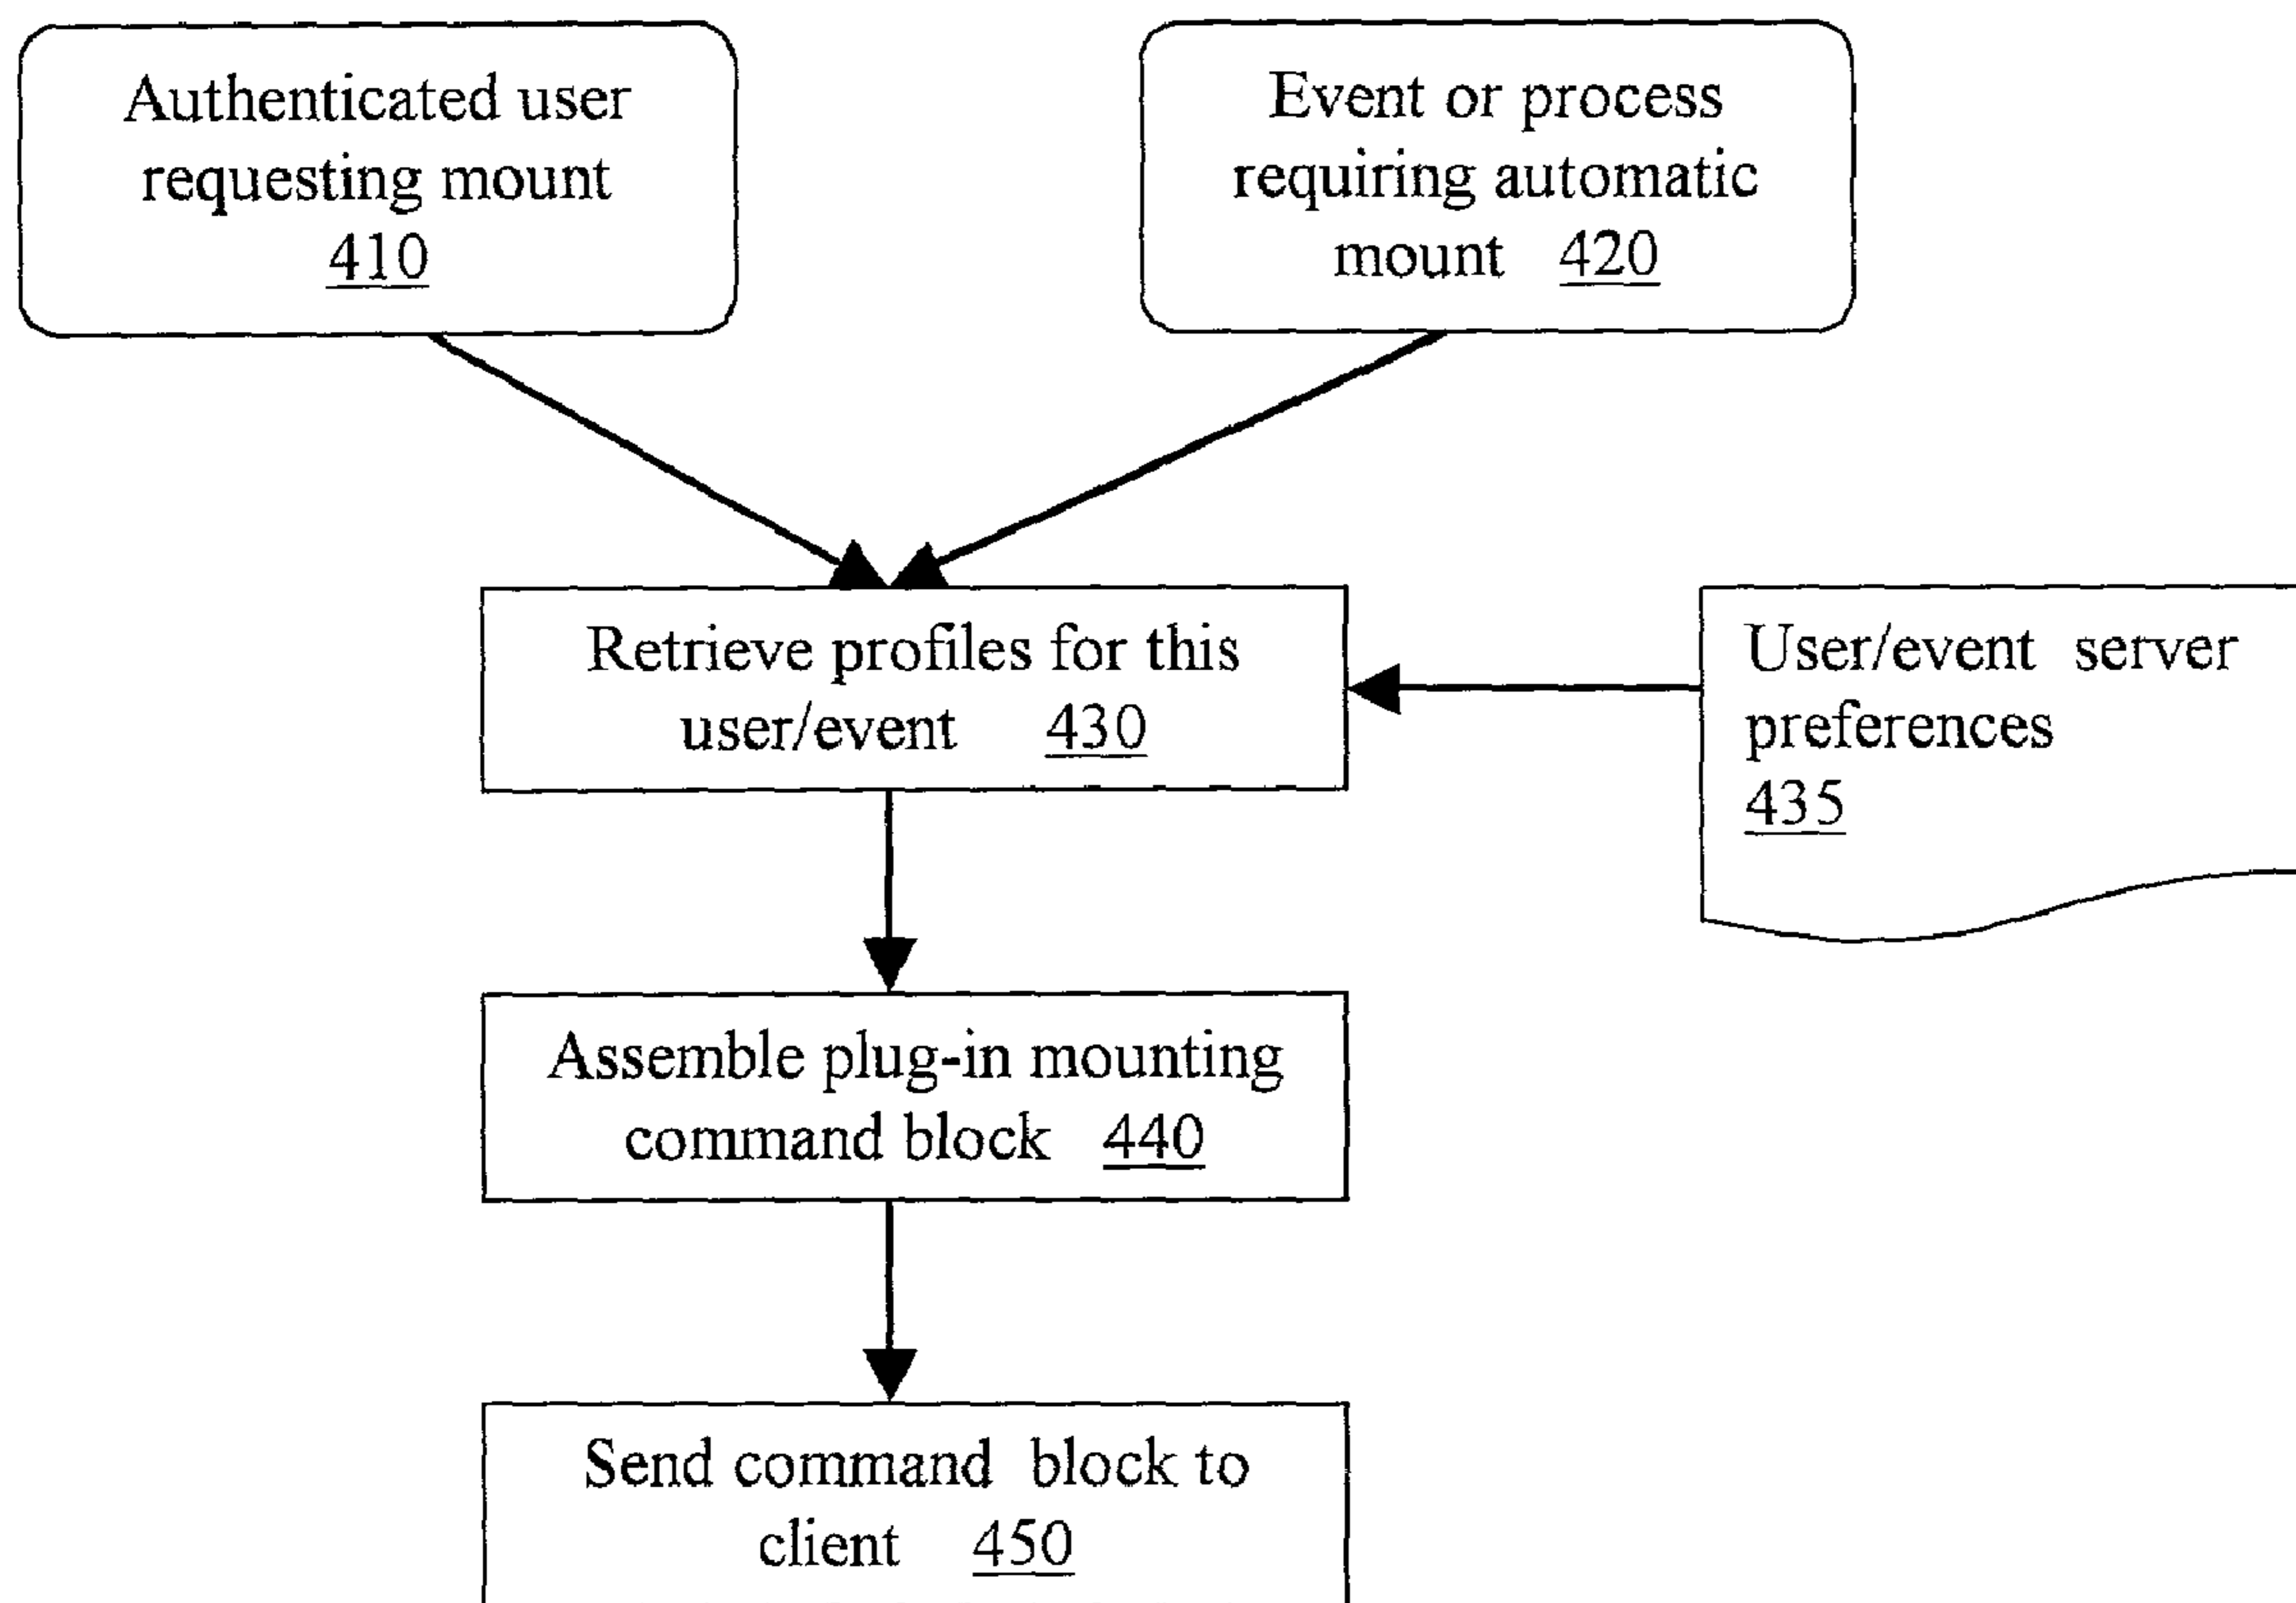 Authenticated user
requesting mount
410
Event or process
requiring automatic
mount 420
Retrieve profiles for this
user/event 430
User/event server
preferences
435
Assemble plug-in mounting
command block 440
Send command block to
client 450